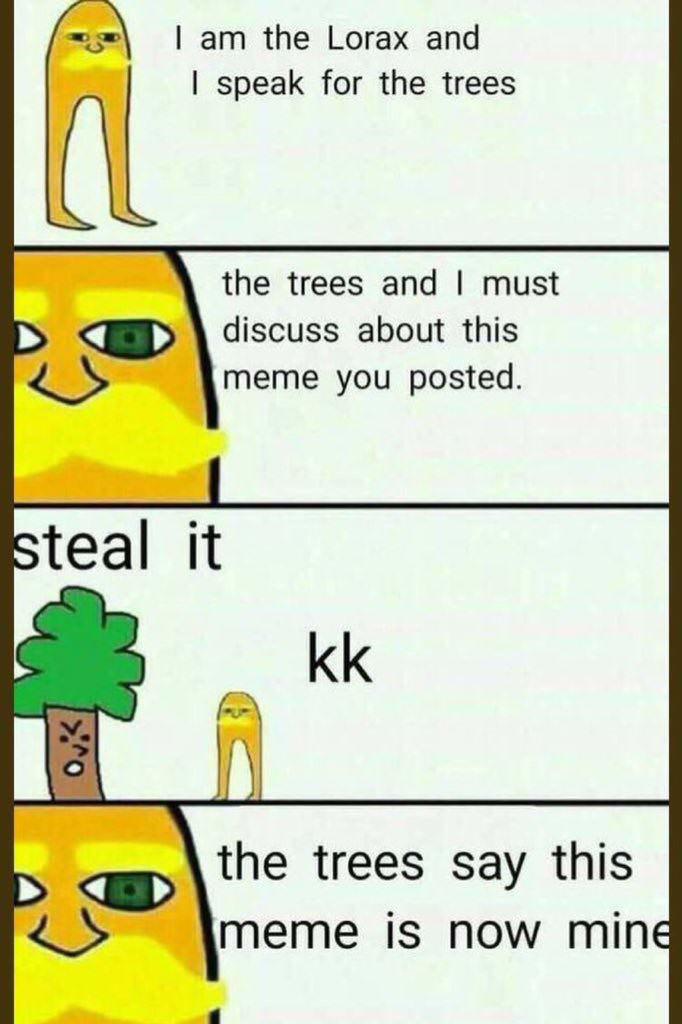 I am the Lorax and
I speak for the trees
the trees and I must
discuss about this
meme you posted.
steal it
kk
the trees say this
meme is now mine